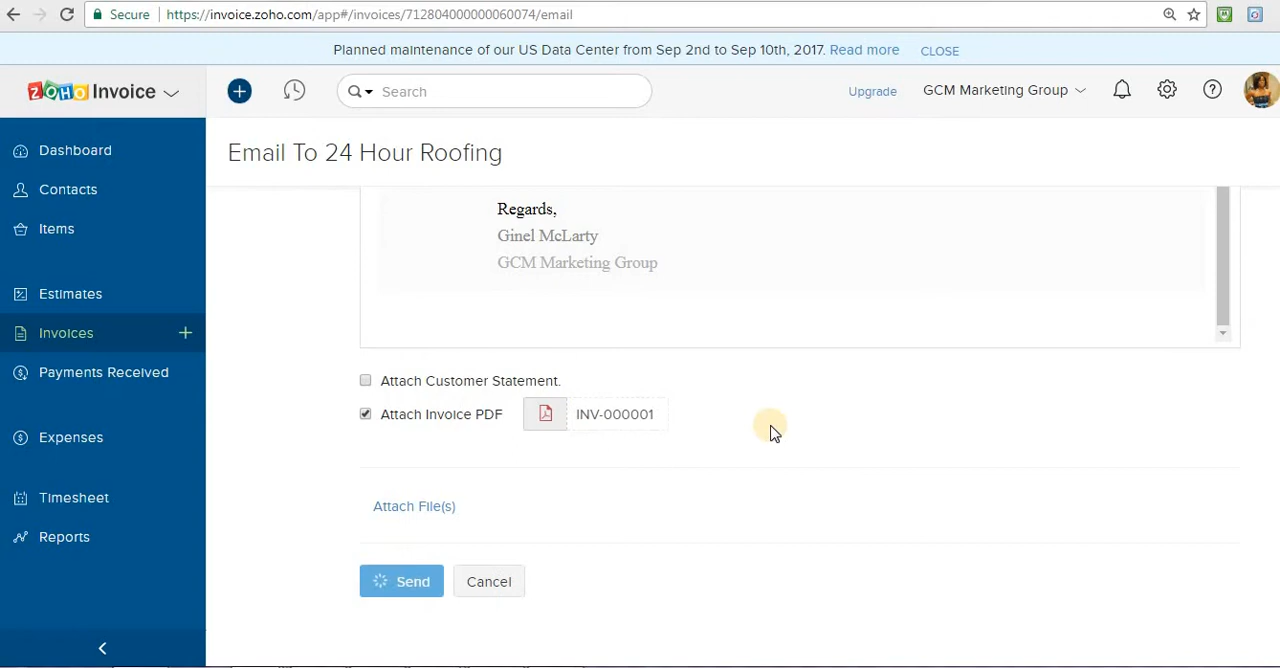 Secure
https://invoice.zoho.com/app#/invoices/712804000000060074/email
Planned maintenance of our US Data Center from Sep 2nd to Sep 10th, 2017. Read more CLOSE
ZOHO Invoice
Search
Upgrade
GCM Marketing Group
Email To 24 Hour Roofing
Dashboard
Contacts
Items
Estimates
Invoices
Payments Received
Expenses
Timesheet
Reports
Regards,
Ginel McLarty
GCM Marketing Group
Attach Customer Statement.
Attach Invoice PDF
INV-000001
Attach File(s)
Send
Cancel